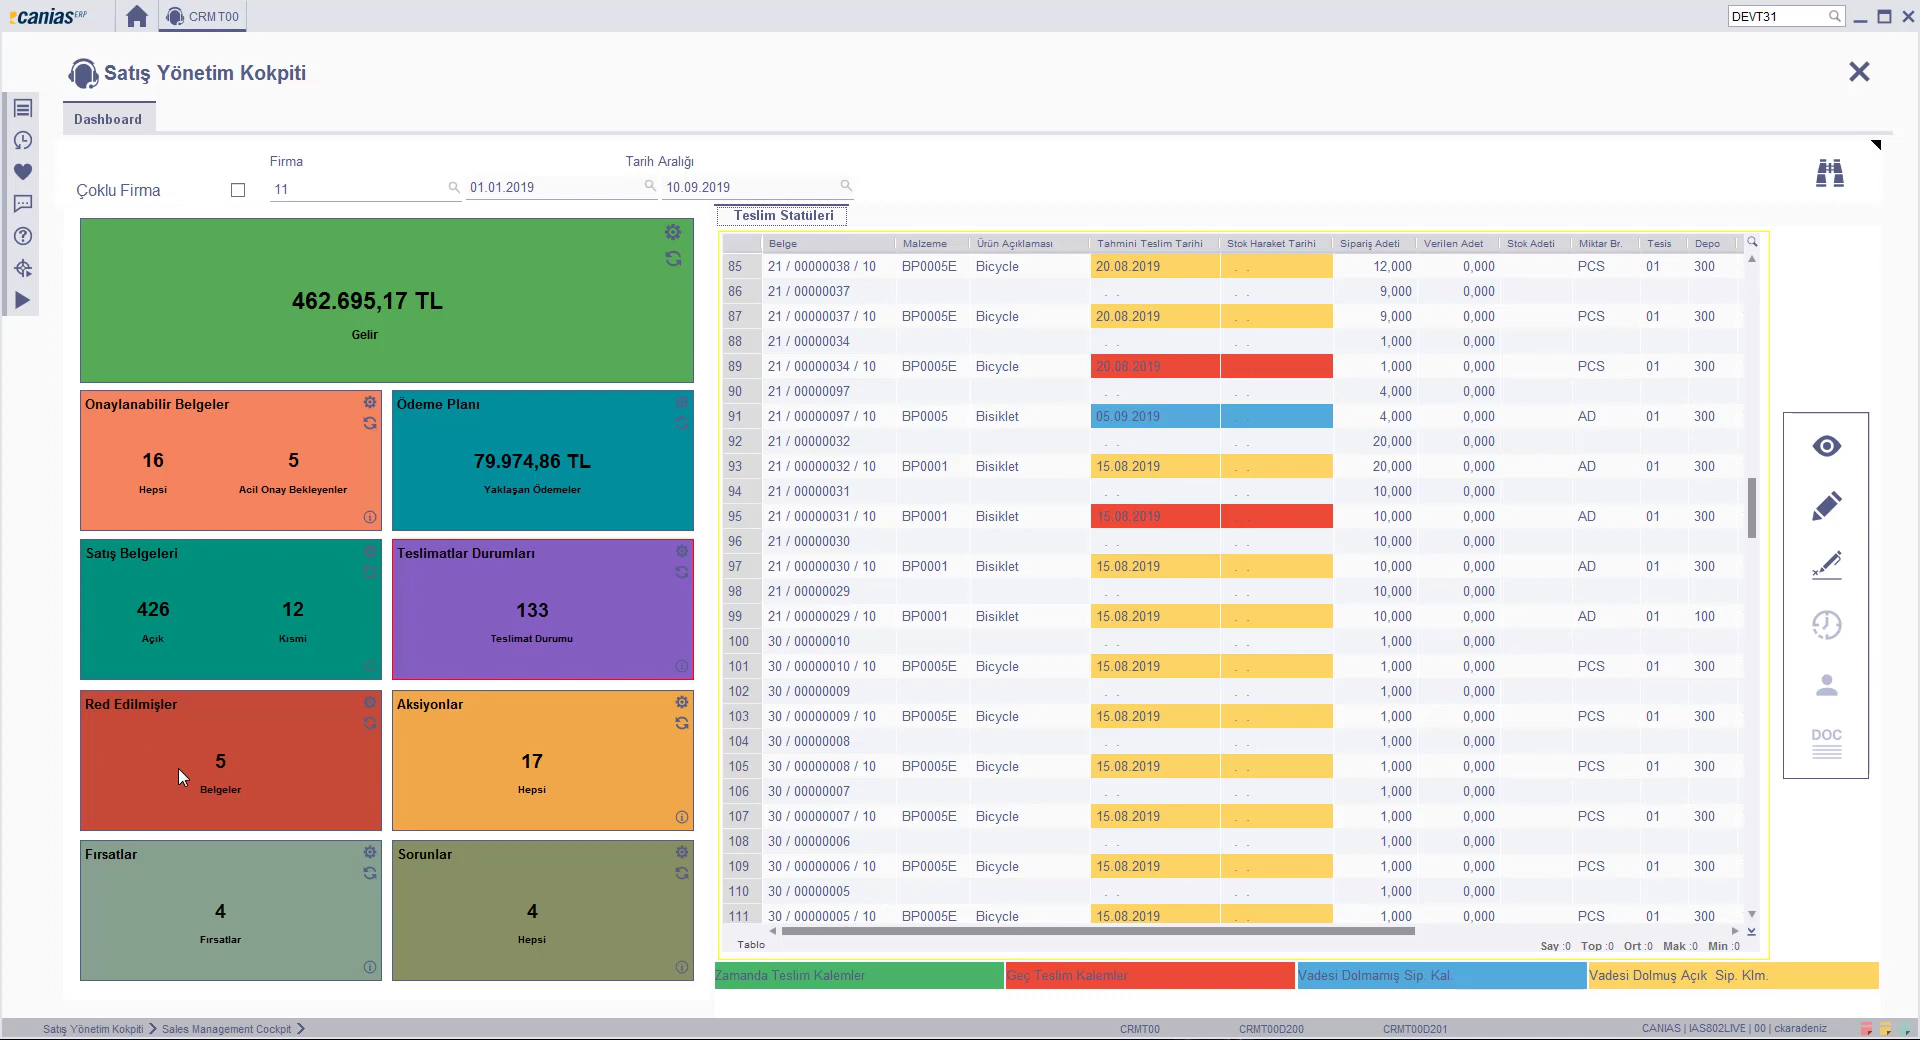 canias ERP
CRMT00
DEVT31
Satış Yönetim Kokpiti
Dashboard
Firma
Tarih Aralığı
Çoklu Firma
11
01.01.2019
10.09.2019
462.695,17 TL
Gelir
Onaylanabilir Belgeler
16
5
Hepsi
Acil Onay Bekleyenler
Ödeme Planı
79.974,86 TL
Yaklaşan Ödemeler
Satış Belgeleri
426
12
Açık
Kısmi
Teslimatlar Durumları
133
Teslimat Durumu
Red Edilmişler
5
Belgeler
Aksiyonlar
17
Hepsi
Fırsatlar
4
Fırsatlar
Sorunlar
4
Hepsi
Teslim Statüleri
Belge Malzeme Ürün Açıklaması Tahmini Teslim Tarihi Stok Haraket Tarihi Sipariş Adeti Verilen Adet Stok Adeti Miktar Br. Tesis Depo
85 21 / 00000038 / 10 BP0005E Bicycle 20.08.2019 . . 12,000 0,000 PCS 01 300
86 21 / 00000037 . . . . 9,000 0,000
87 21 / 00000037 / 10 BP0005E Bicycle 20.08.2019 . . 9,000 0,000 PCS 01 300
88 21 / 00000034 . . . . 1,000 0,000
89 21 / 00000034 / 10 BP0005E Bicycle 20.08.2019 1,000 0,000 PCS 01 300
90 21 / 00000097 . . . . 4,000 0,000
91 21 / 00000097 / 10 BP0005 Bisiklet 05.09.2019 . . 4,000 0,000 AD 01 300
92 21 / 00000032 . . . . 20,000 0,000
93 21 / 00000032 / 10 BP0001 Bisiklet 15.08.2019 . . 20,000 0,000 AD 01 300
94 21 / 00000031 . . . . 10,000 0,000
95 21 / 00000031 / 10 BP0001 Bisiklet 15.08.2019 . . 10,000 0,000 AD 01 300
96 21 / 00000030 . . . . 10,000 0,000
97 21 / 00000030 / 10 BP0001 Bisiklet 15.08.2019 . . 10,000 0,000 AD 01 300
98 21 / 00000029 . . . . 10,000 0,000
99 21 / 00000029 / 10 BP0001 Bisiklet 15.08.2019 . . 10,000 0,000 AD 01 100
100 30 / 00000010 . . . . 1,000 0,000
101 30 / 00000010 / 10 BP0005E Bicycle 15.08.2019 . . 1,000 0,000 PCS 01 300
102 30 / 00000009 . . . . 1,000 0,000
103 30 / 00000009 / 10 BP0005E Bicycle 15.08.2019 . . 1,000 0,000 PCS 01 300
104 30 / 00000008 . . . . 1,000 0,000
105 30 / 00000008 / 10 BP0005E Bicycle 15.08.2019 . . 1,000 0,000 PCS 01 300
106 30 / 00000007 . . . . 1,000 0,000
107 30 / 00000007 / 10 BP0005E Bicycle 15.08.2019 . . 1,000 0,000 PCS 01 300
108 30 / 00000006 . . . . 1,000 0,000
109 30 / 00000006 / 10 BP0005E Bicycle 15.08.2019 . . 1,000 0,000 PCS 01 300
110 30 / 00000005 . . . . 1,000 0,000
111 30 / 00000005 / 10 BP0005E Bicycle 15.08.2019 . . 1,000 0,000 PCS 01 300
Tablo
Say :0 Top :0 Ort :0 Mak :0 Min :0
Zamanda Teslim Kalemler
Geç Teslim Kalemler
Vadesi Dolmamış Sip. Kal.
Vadesi Dolmuş Açık Sip. Klm.
DOC
Satış Yönetim Kokpiti
Sales Management Cockpit
CRMT00
CRMT00D200
CRMT00D201
CANIAS | IAS802LIVE | 00 | ckaradeniz